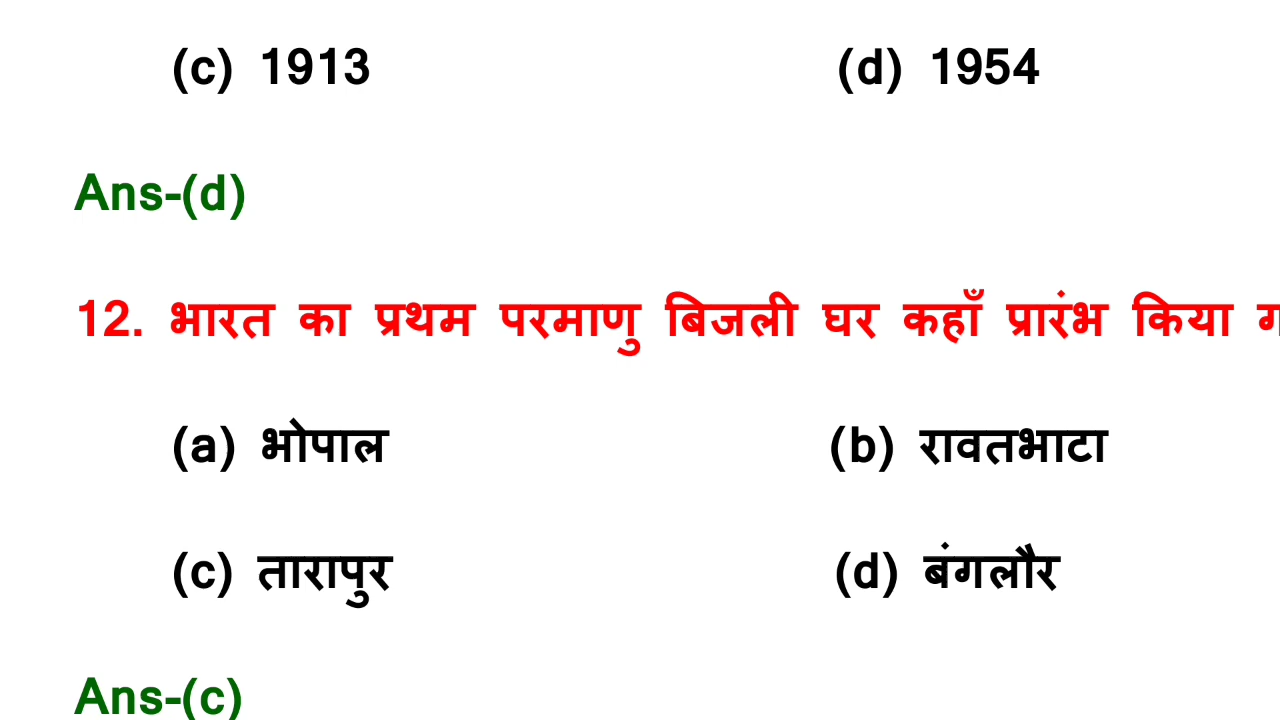 (c) 1913 (d) 1954
Ans-(d)
12. भारत का प्रथम परमाणु बिजली घर कहाँ प्रारंभ किया
(a) भोपाल (b) रावतभाटा
(c) तारापुर (d) बंगलौर
Ans-(c)